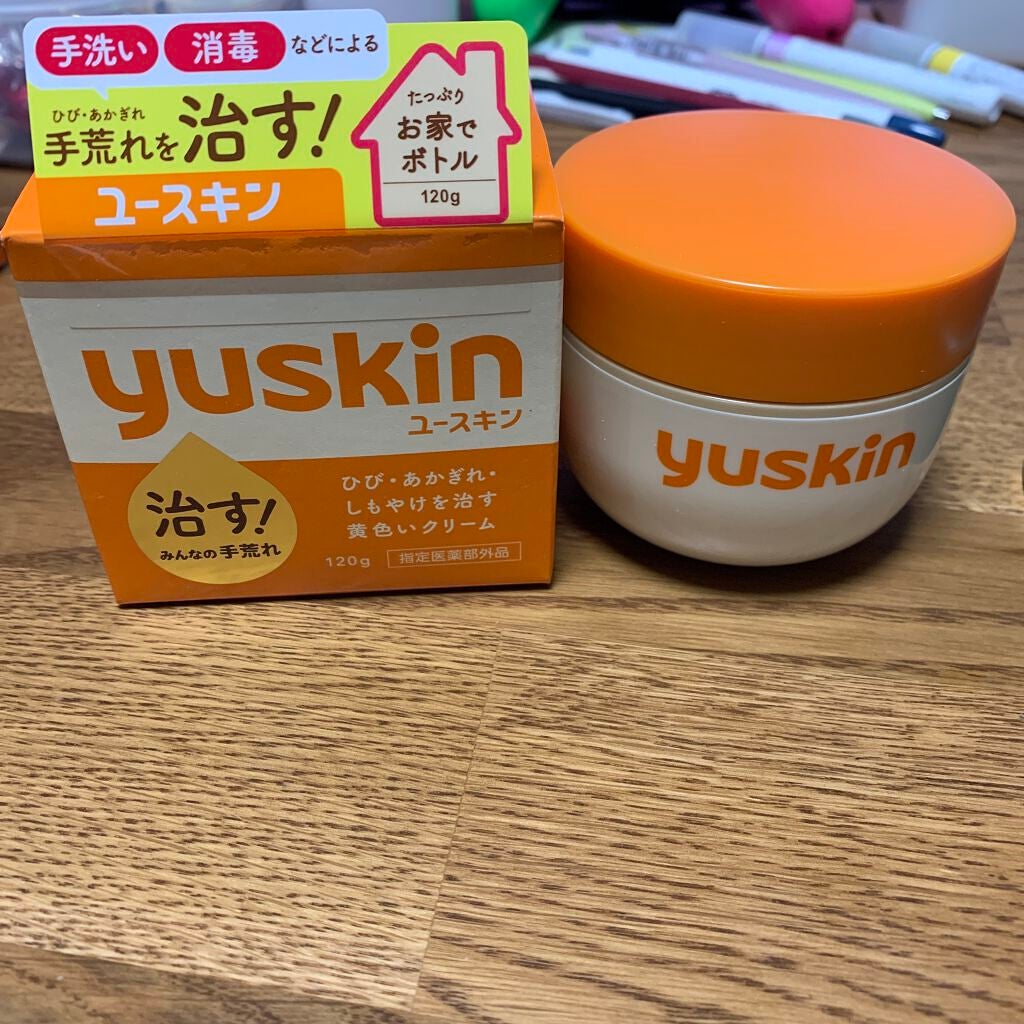 手洗い 消毒 などによる
ひび・あかぎれ
手荒れを治す!
ユースキン
たっぷり
お家で
ボトル
120g
yuskin
ユースキン
治す!
みんなの手荒れ
ひび・あかぎれ・
しもやけを治す
黄色いクリーム
120g 指定医薬部外品
yuskin